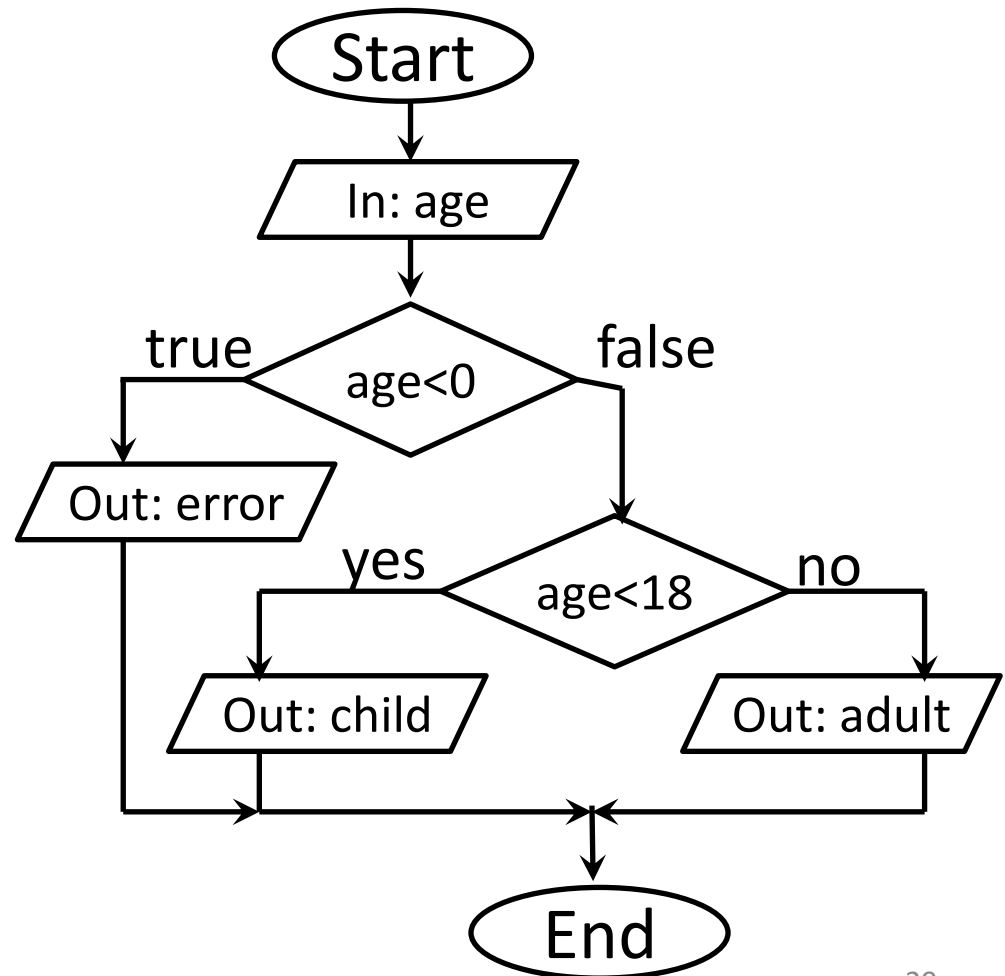 Start
In: age
true
false
age<0
Out: error
yes
no
age<18
Out: child
Out: adult
End